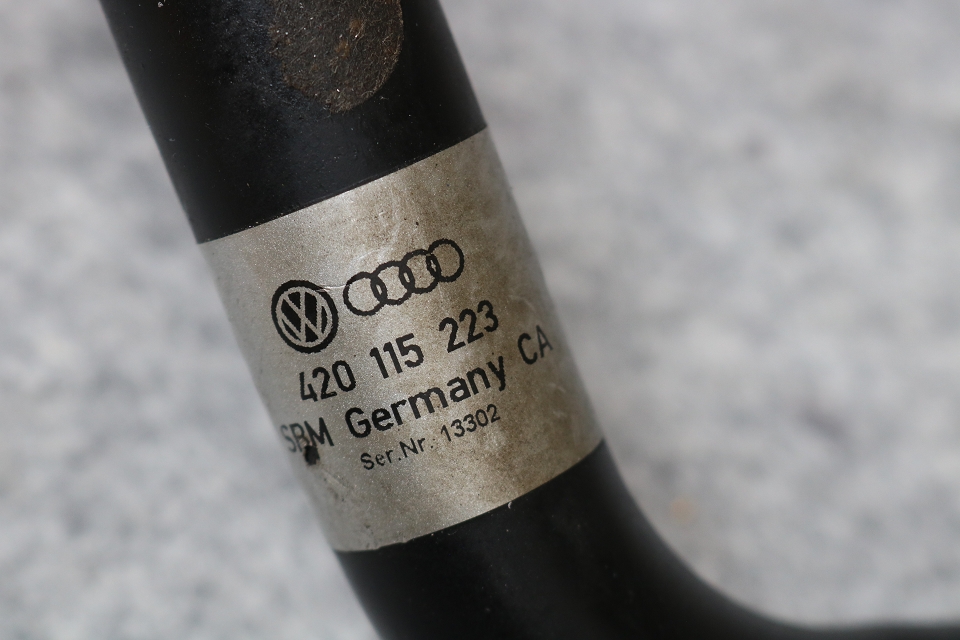 420 115 223
SBM Germany CA
Ser.Nr. 13302